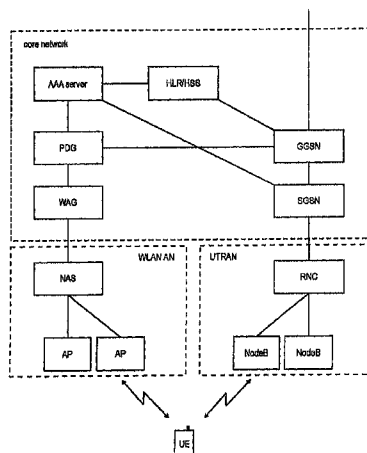 core network
AAA server
HLR/HSS
PDG
GGSN
WAG
SGSN
WLAN AN
UTRAN
NAS
RNC
AP
AP
NodeB
NodeB
UE